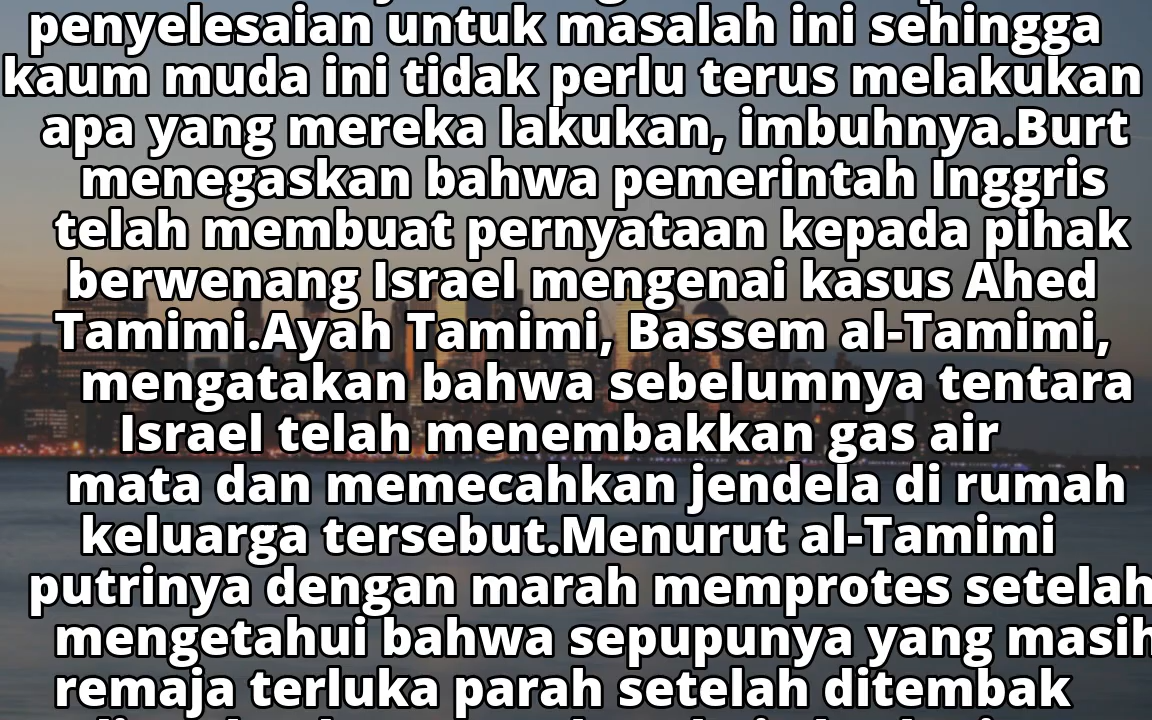 penyelesaian untuk masalah ini sehingga
kaum muda ini tidak perlu terus melakukan
apa yang mereka lakukan, imbuhnya.Burt
menegaskan bahwa pemerintah Inggris
telah membuat pernyataan kepada pihak
berwenang Israel mengenai kasus Ahed
Tamimi.Ayah Tamimi, Bassem al-Tamimi,
mengatakan bahwa sebelumnya tentara
Israel telah menembakkan gas air
mata dan memecahkan jendela di rumah
keluarga tersebut.Menurut al-Tamimi
putrinya dengan marah memprotes setelah
mengetahui bahwa sepupunya yang masih
remaja terluka parah setelah ditembak